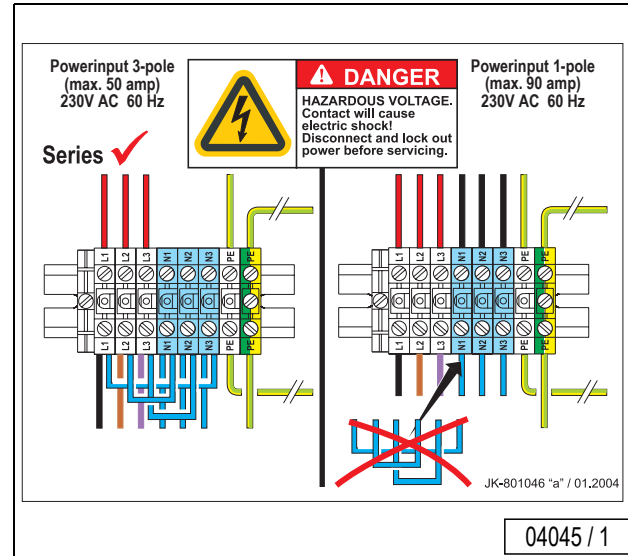 Powerinput 3-pole
(max. 50 amp)
230V AC  60 Hz
DANGER
HAZARDOUS VOLTAGE.
Contact will cause
electric shock!
Disconnect and lock out
power before servicing.
Powerinput 1-pole
(max. 90 amp)
230V AC  60 Hz
Series
L1 L2 L3 N1 N2 N3 PE PE
L1 L2 L3 N1 N2 N3 PE PE
L1 L2 L3 N1 N2 N3 PE PE
L1 L2 L3 N1 N2 N3 PE PE
JK-801046 "a" / 01.2004
04045 / 1